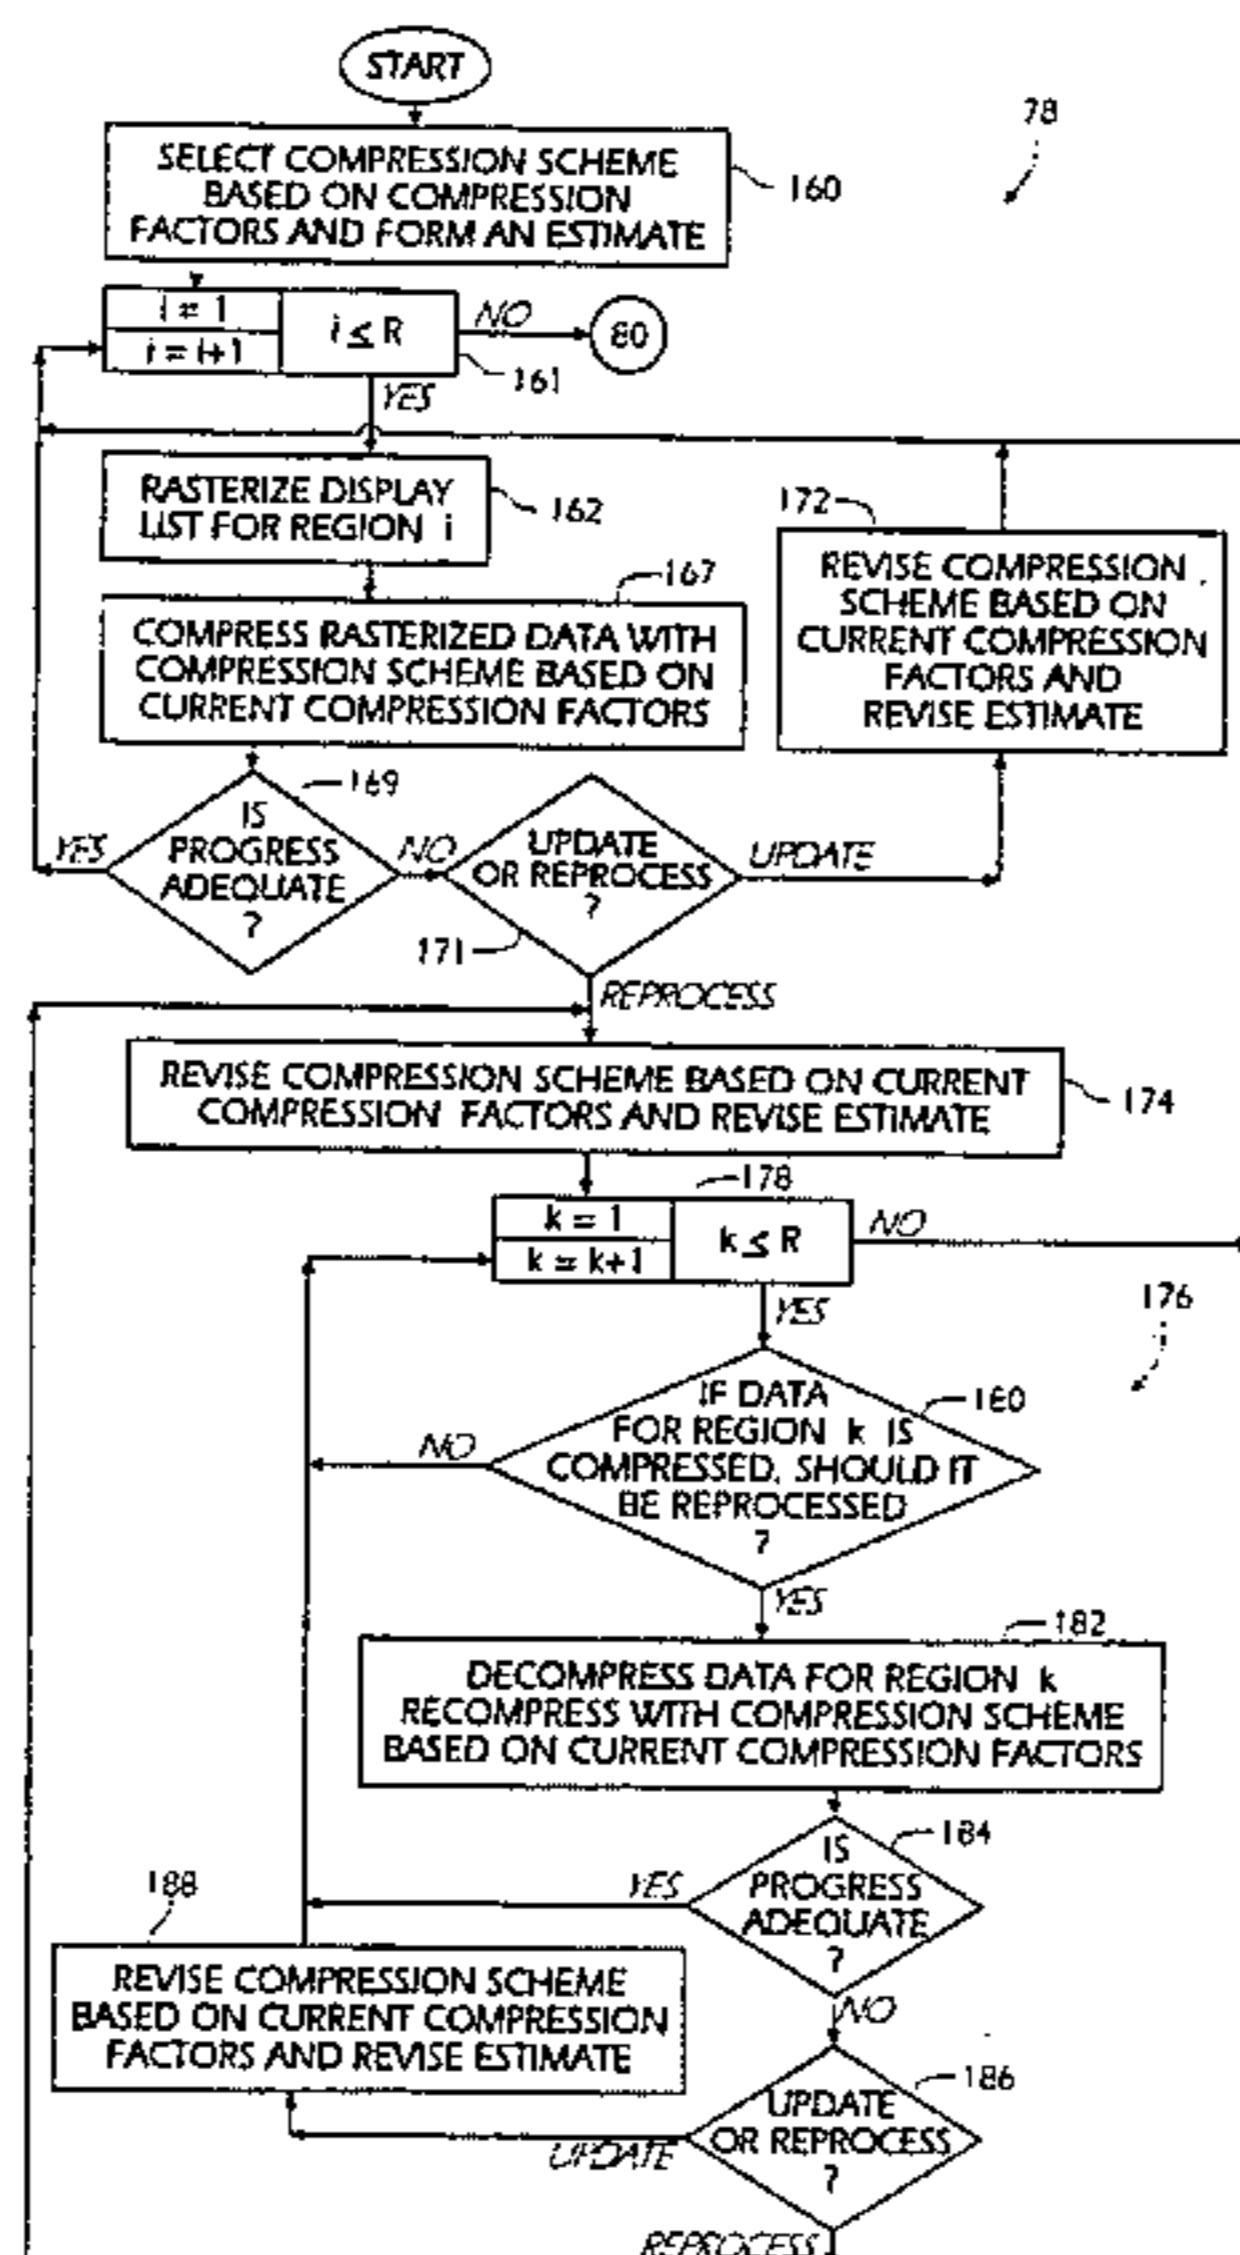 START
78
SELECT COMPRESSION SCHEME
BASED ON COMPRESSION
FACTORS AND FORM AN ESTIMATE
160
i = 1
i = i+1
i ≤ R
NO
80
161
YES
RASTERIZE DISPLAY
LIST FOR REGION i
162
172
REVISE COMPRESSION
SCHEME BASED ON
CURRENT COMPRESSION
FACTORS AND
REVISE ESTIMATE
167
COMPRESS RASTERIZED DATA WITH
COMPRESSION SCHEME BASED ON
CURRENT COMPRESSION FACTORS
169
IS
PROGRESS
ADEQUATE
?
YES
NO
UPDATE
OR REPROCESS
?
UPDATE
171
REPROCESS
REVISE COMPRESSION SCHEME BASED ON CURRENT
COMPRESSION FACTORS AND REVISE ESTIMATE
174
178
k = 1
k = k+1
k ≤ R
NO
YES
176
IF DATA
FOR REGION k IS
COMPRESSED, SHOULD IT
BE REPROCESSED
?
180
NO
YES
182
DECOMPRESS DATA FOR REGION k
RECOMPRESS WITH COMPRESSION SCHEME
BASED ON CURRENT COMPRESSION FACTORS
184
IS
PROGRESS
ADEQUATE
?
YES
NO
188
REVISE COMPRESSION SCHEME
BASED ON CURRENT COMPRESSION
FACTORS AND REVISE ESTIMATE
186
UPDATE
OR REPROCESS
?
UPDATE
REPROCESS